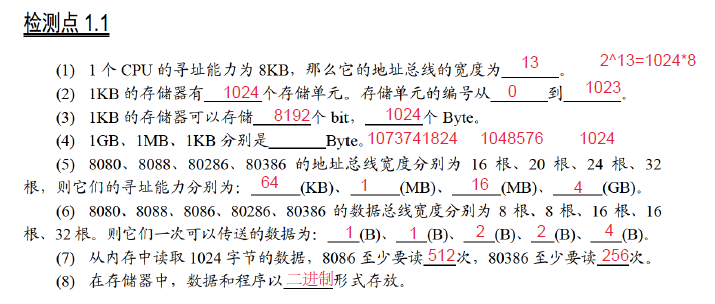 检测点 1.1
(1) 1 个 CPU 的寻址能力为 8KB，那么它的地址总线的宽度为 13 。 2^13=1024*8
(2) 1KB 的存储器有 1024 个存储单元。存储单元的编号从 0 到 1023 。
(3) 1KB 的存储器可以存储 8192 个 bit， 1024 个 Byte。
(4) 1GB、1MB、1KB 分别是 Byte。1073741824 1048576 1024
(5) 8080、8088、80286、80386 的地址总线宽度分别为 16 根、20 根、24 根、32
根，则它们的寻址能力分别为： 64 (KB)、 1 (MB)、 16 (MB)、 4 (GB)。
(6) 8080、8088、8086、80286、80386 的数据总线宽度分别为 8 根、8 根、16 根、16
根、32 根。则它们一次可以传送的数据为： 1 (B)、 1 (B)、 2 (B)、 2 (B)、 4 (B)。
(7) 从内存中读取 1024 字节的数据，8086 至少要读 512 次，80386 至少要读 256 次。
(8) 在存储器中，数据和程序以 二进制 形式存放。